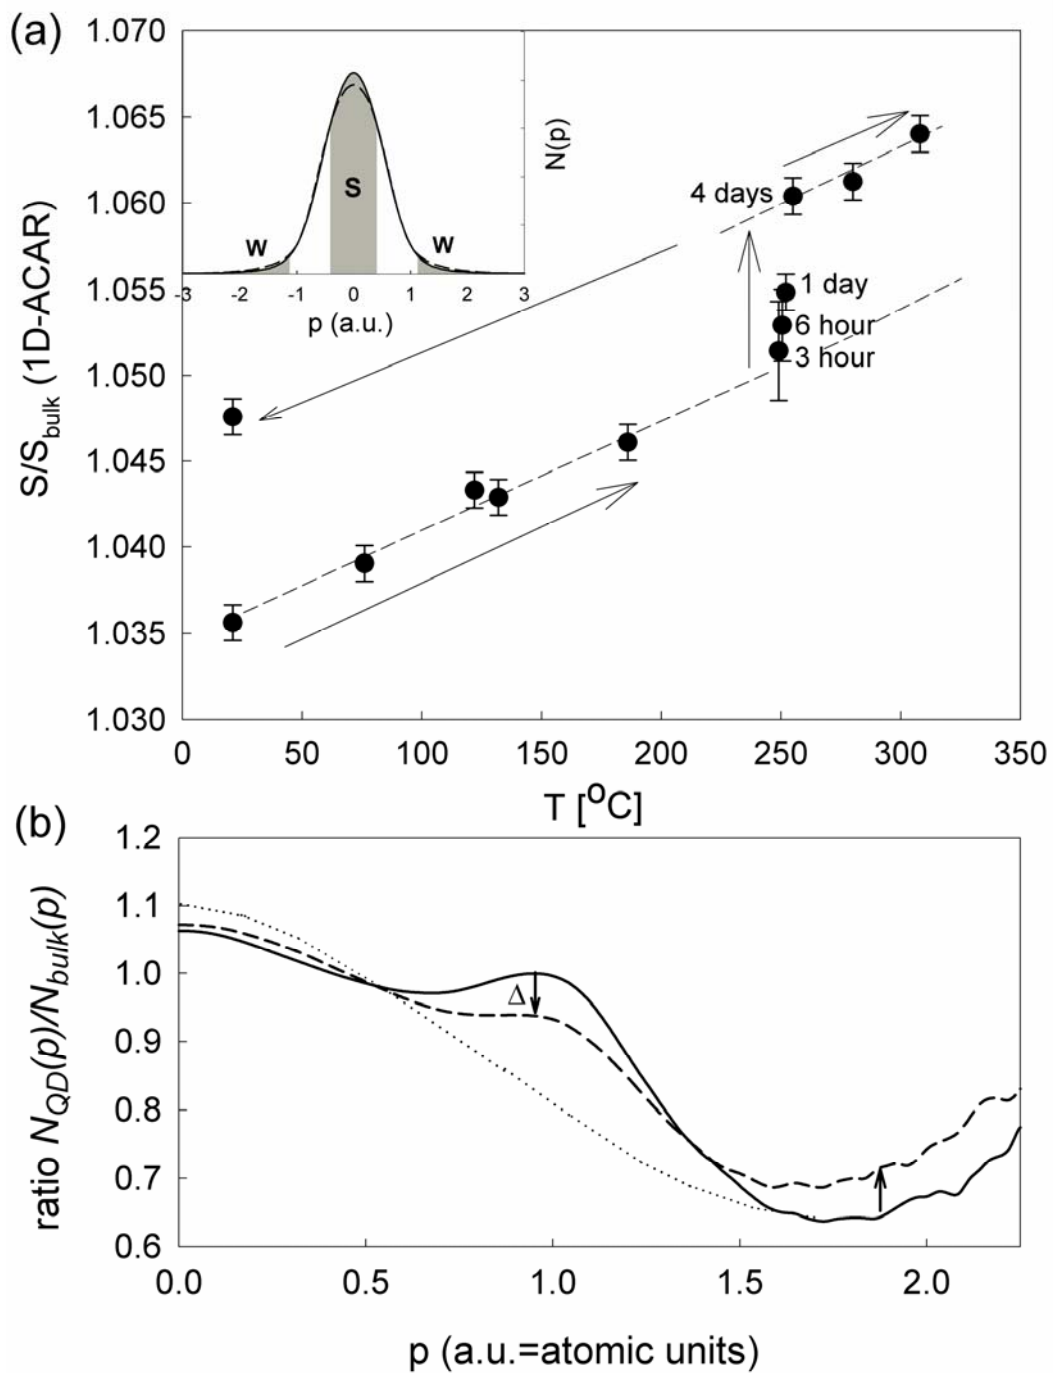 (a)
1.070
1.065
1.060
1.055
1.050
1.045
1.040
1.035
1.030
S/S_bulk (1D-ACAR)
N(p)
S
W W
-3 -2 -1 0 1 2 3
p (a.u.)
4 days
1 day
6 hour
3 hour
0 50 100 150 200 250 300 350
T [°C]
(b)
1.2
1.1
1.0
0.9
0.8
0.7
0.6
ratio N_QD(p)/N_bulk(p)
Δ
0.0 0.5 1.0 1.5 2.0
p (a.u.=atomic units)